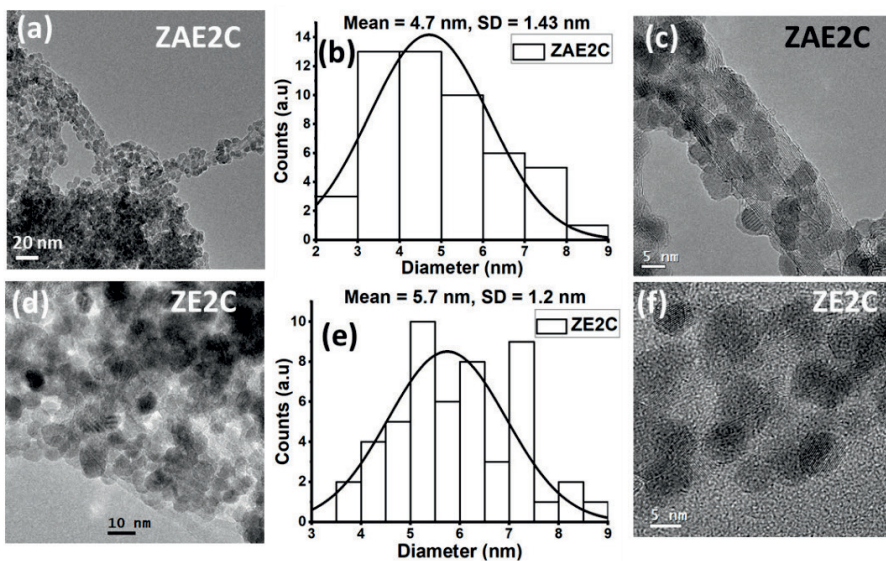 (a)
ZAE2C
20 nm
Mean = 4.7 nm, SD = 1.43 nm
(b)
ZAE2C
Counts (a.u)
14
12
10
8
6
4
2
0
2 3 4 5 6 7 8 9
Diameter (nm)
(c)
ZAE2C
5 nm
(d)
ZE2C
10 nm
Mean = 5.7 nm, SD = 1.2 nm
(e)
ZE2C
Counts (a.u)
10
8
6
4
2
0
3 4 5 6 7 8 9
Diameter (nm)
(f)
ZE2C
5 nm